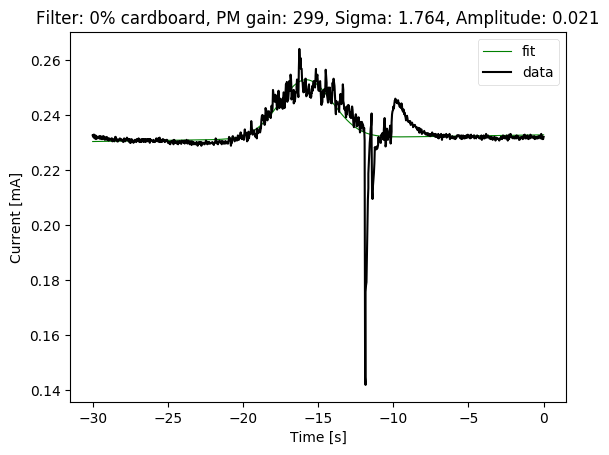 Filter: 0% cardboard, PM gain: 299, Sigma: 1.764, Amplitude: 0.021
fit
data
0.26
0.24
0.22
0.20
0.18
0.16
0.14
Current [mA]
−30 −25 −20 −15 −10 −5 0
Time [s]